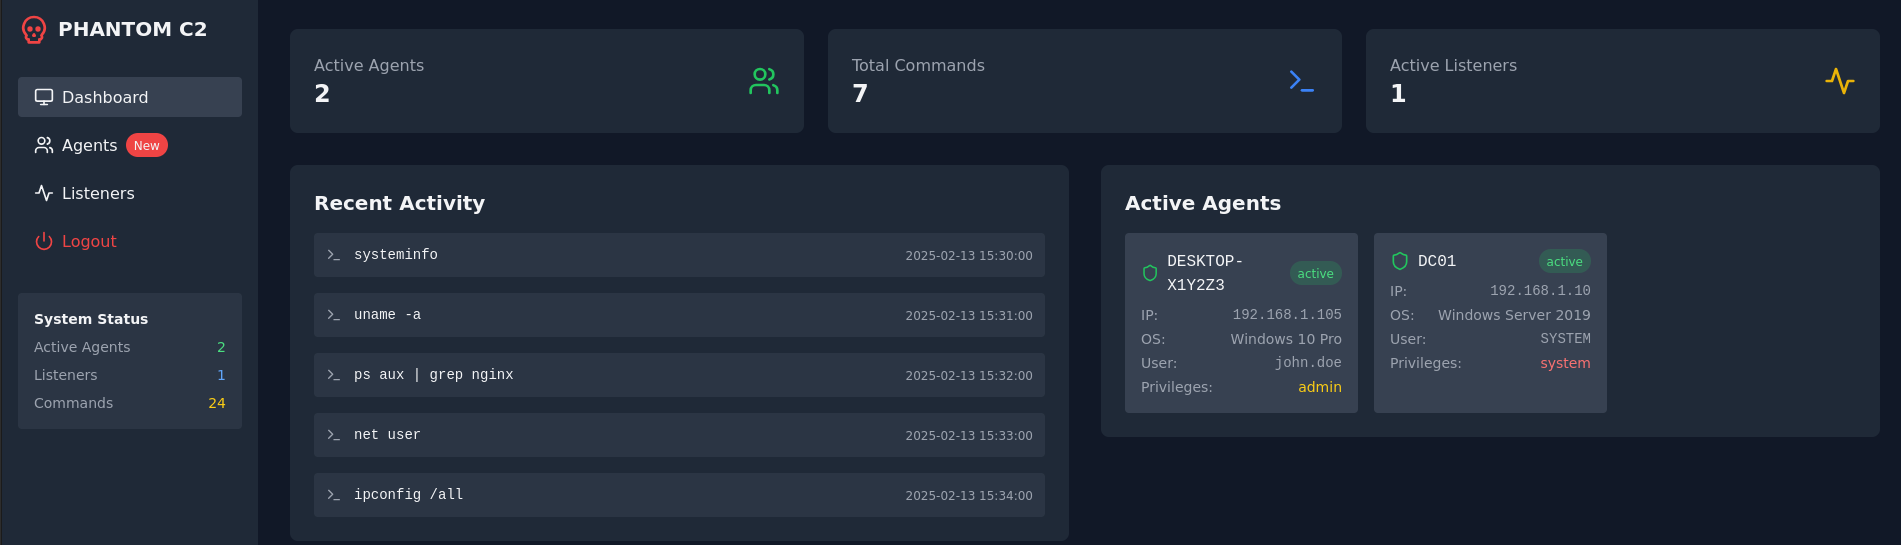 PHANTOM C2
Dashboard
Agents New
Listeners
Logout
System Status
Active Agents 2
Listeners 1
Commands 24
Active Agents
2
Total Commands
7
Active Listeners
1
Recent Activity
systeminfo 2025-02-13 15:30:00
uname -a 2025-02-13 15:31:00
ps aux | grep nginx 2025-02-13 15:32:00
net user 2025-02-13 15:33:00
ipconfig /all 2025-02-13 15:34:00
Active Agents
DESKTOP-
X1Y2Z3
active
IP: 192.168.1.105
OS: Windows 10 Pro
User: john.doe
Privileges: admin
DC01 active
IP: 192.168.1.10
OS: Windows Server 2019
User: SYSTEM
Privileges: system